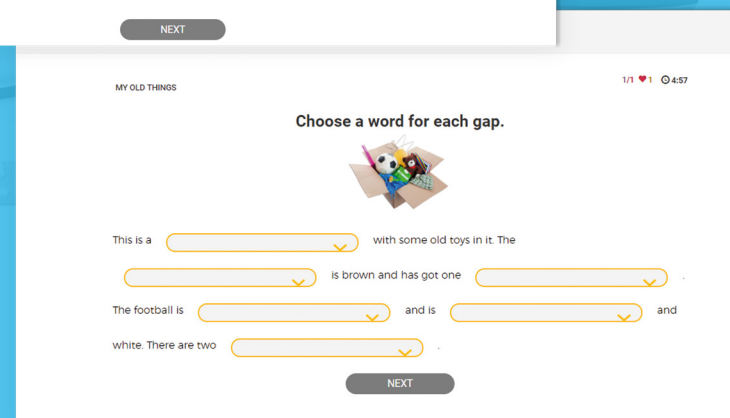 NEXT
1/1 1 4:57
MY OLD THINGS
Choose a word for each gap.
This is a with some old toys in it. The
is brown and has got one .
The football is and is and
white. There are two .
NEXT